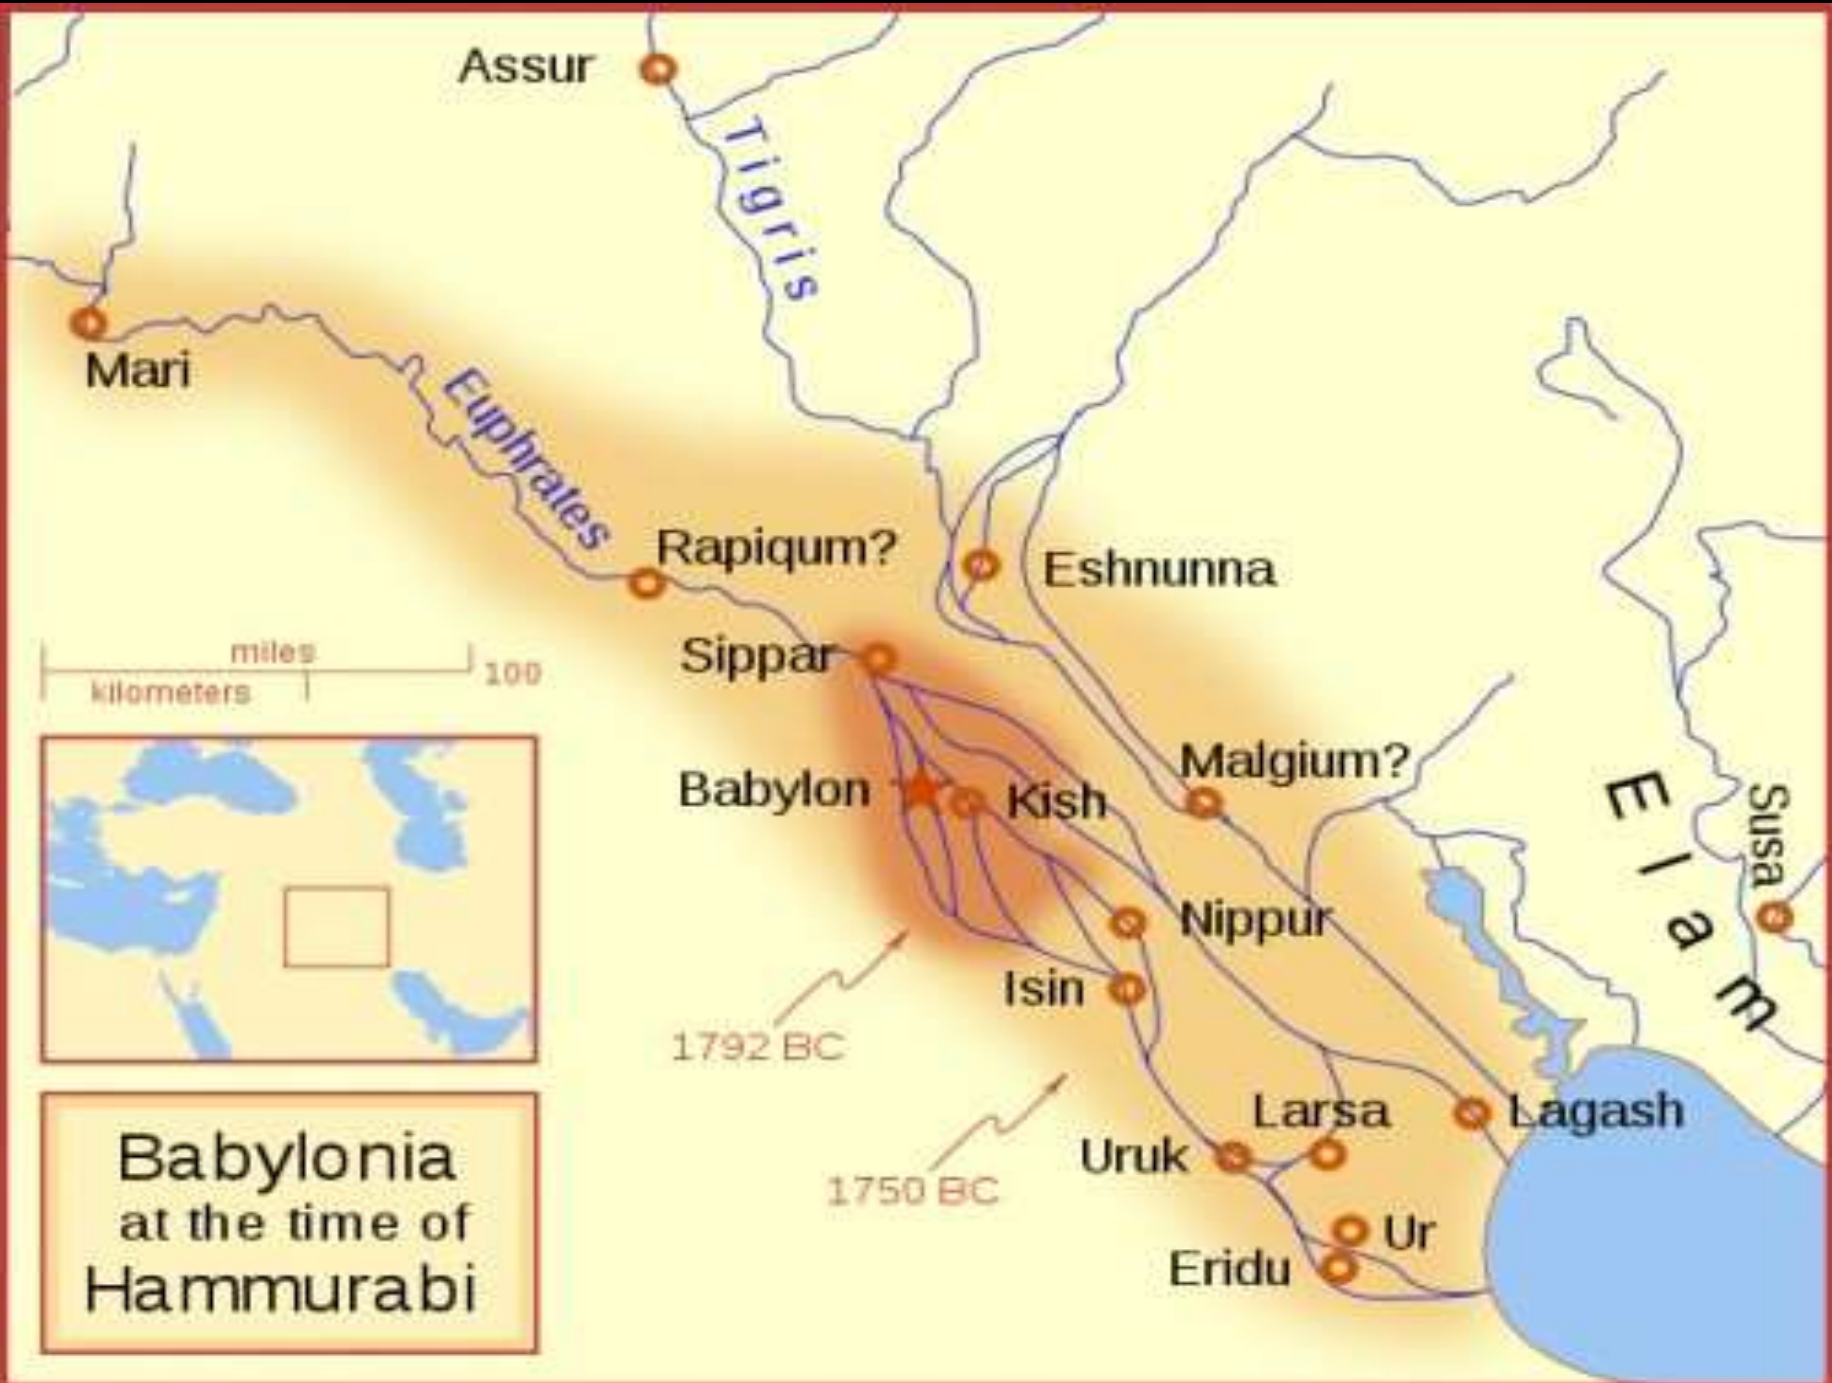 Assur
Tigris
Mari
Euphrates
Rapiqum?
Eshnunna
Sippar
miles
100
kilometers
Malgium?
Babylon
Kish
Elam
Susa
Nippur
Isin
1792 BC
Larsa
Lagash
Uruk
1750 BC
Ur
Eridu
Babylonia
at the time of
Hammurabi